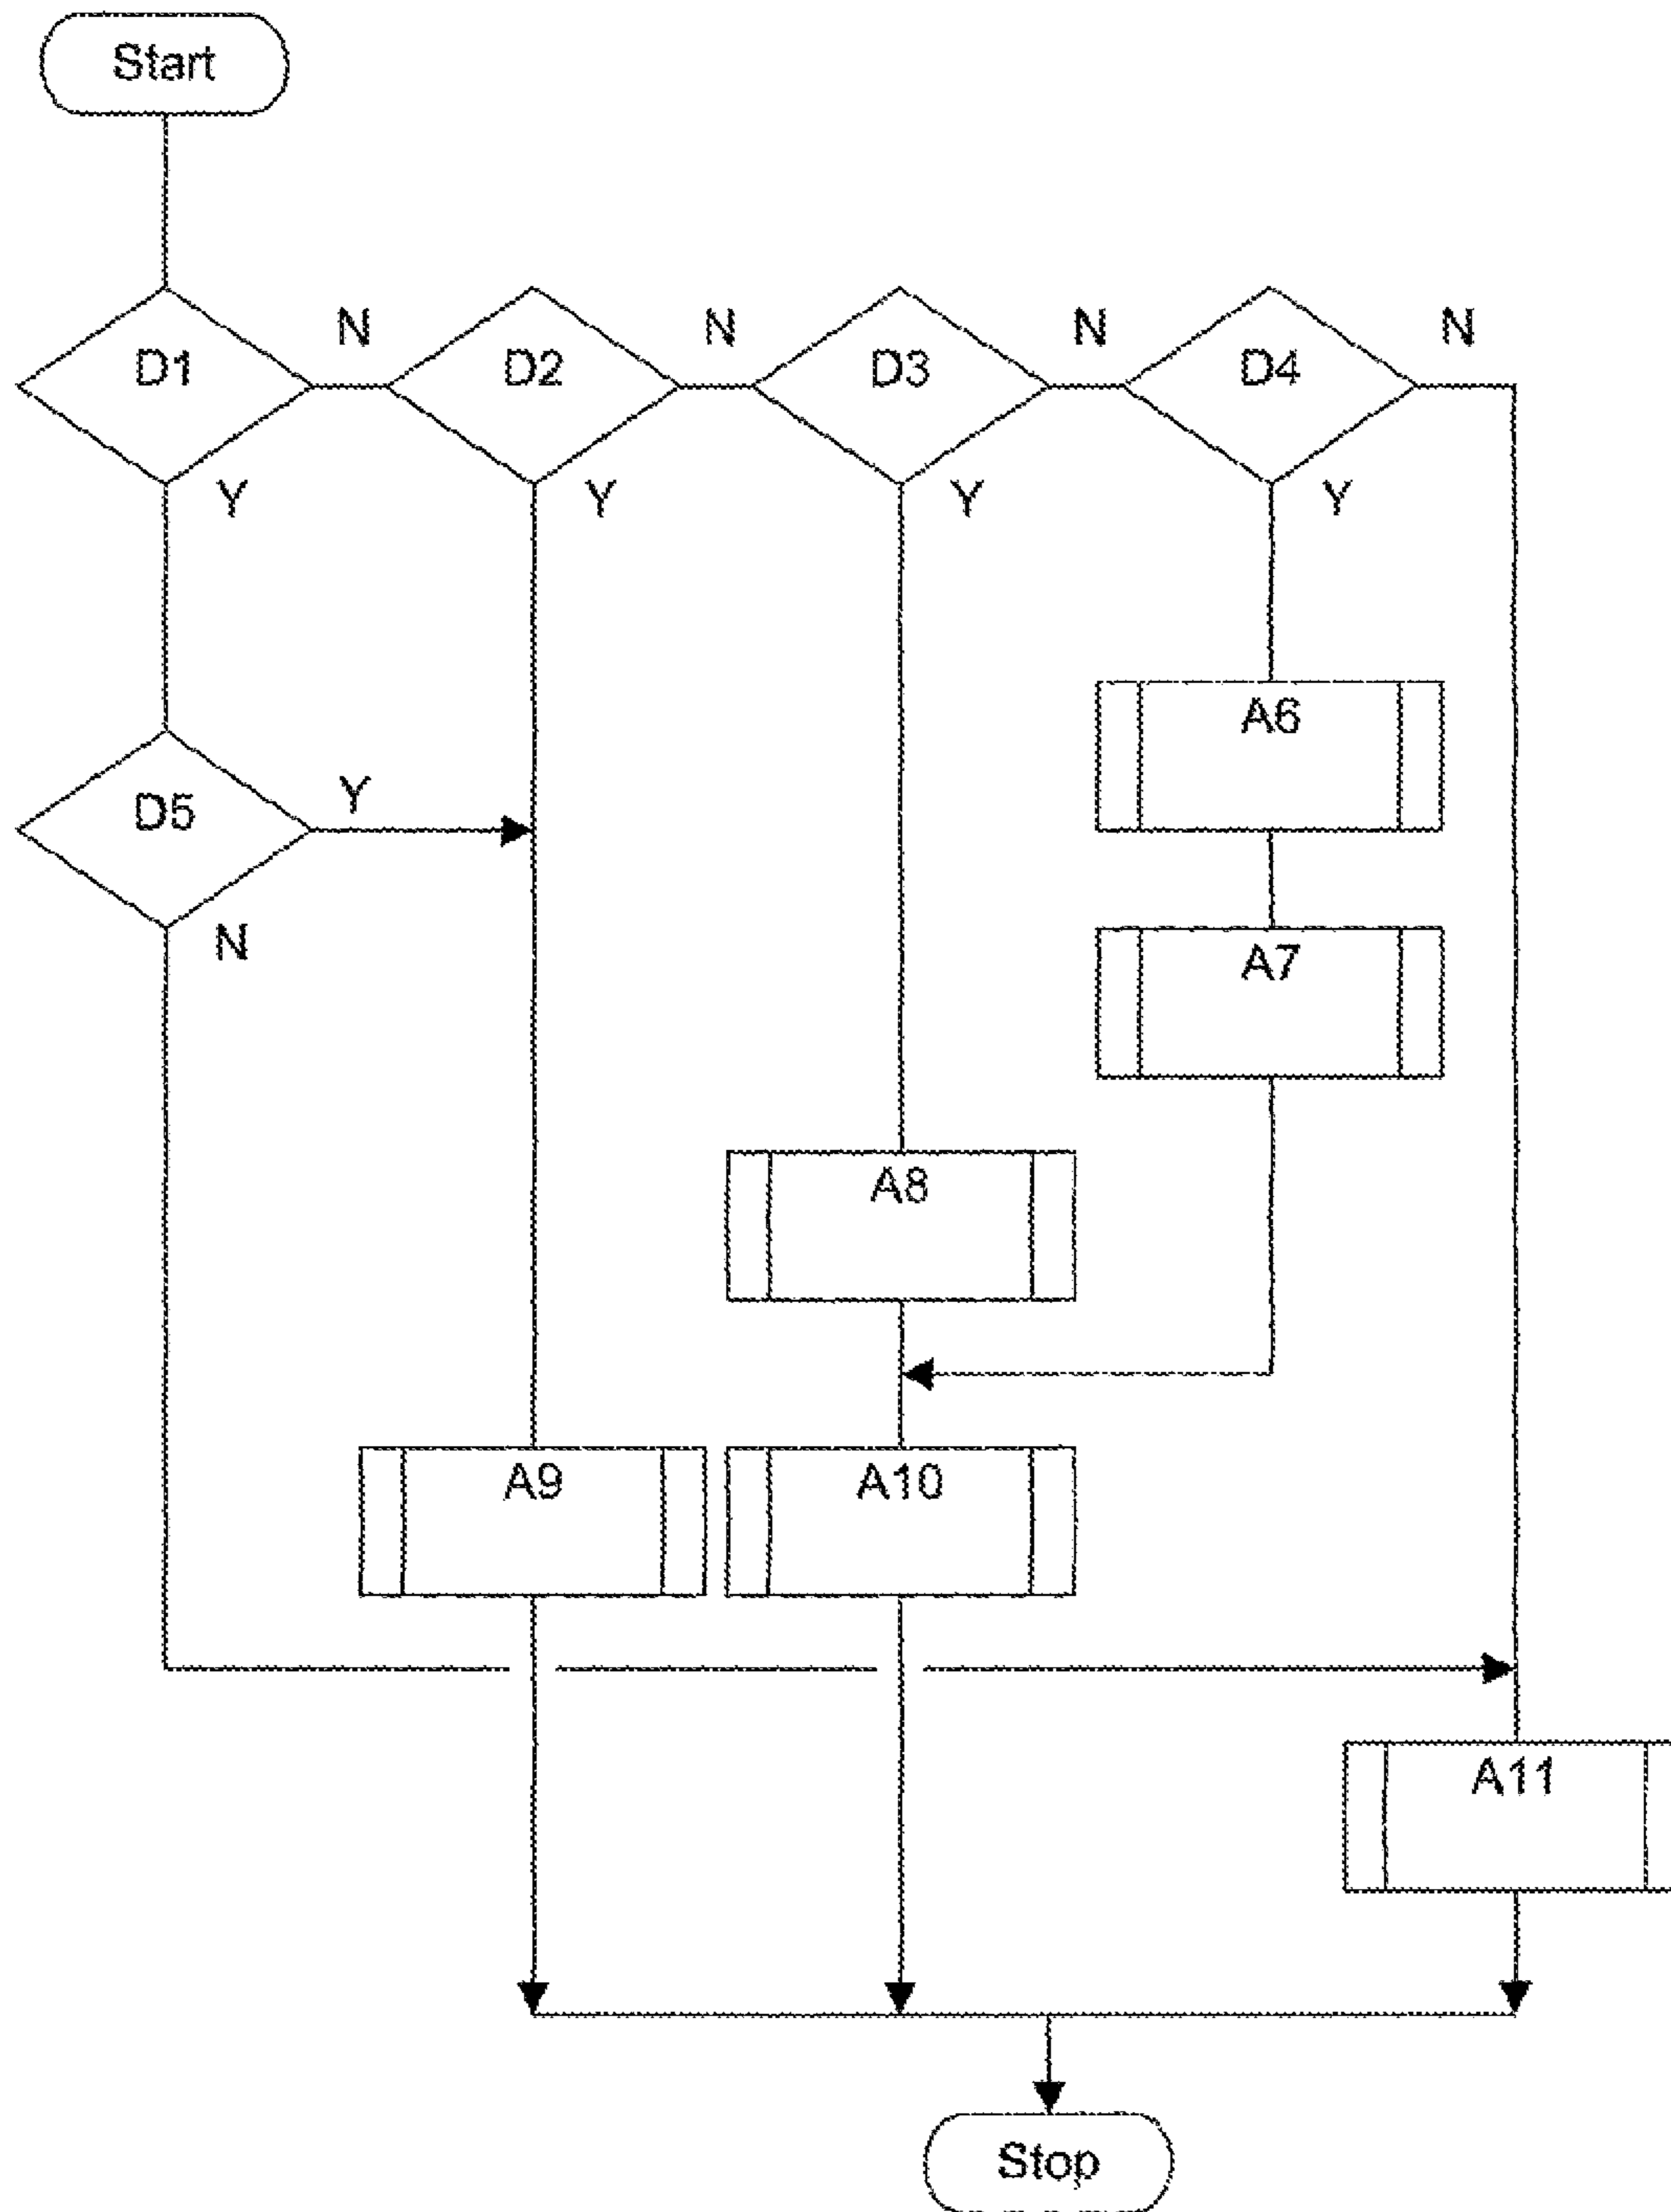 Start
N N N N
D1 D2 D3 D4
Y Y Y Y
A6
Y
D5
N
A7
A8
A9 A10
A11
Stop